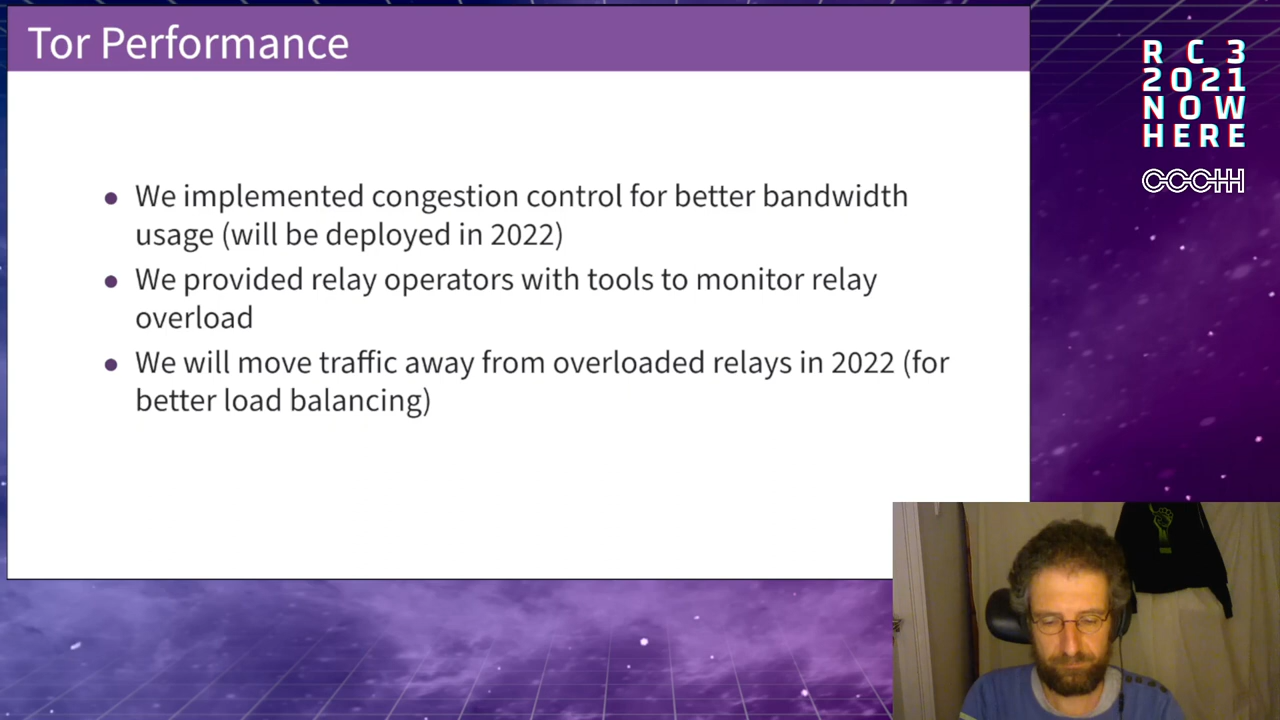 Tor Performance
We implemented congestion control for better bandwidth
usage (will be deployed in 2022)
We provided relay operators with tools to monitor relay
overload
We will move traffic away from overloaded relays in 2022 (for
better load balancing)
R C 3
2021
NOW
HERE
CCCHH